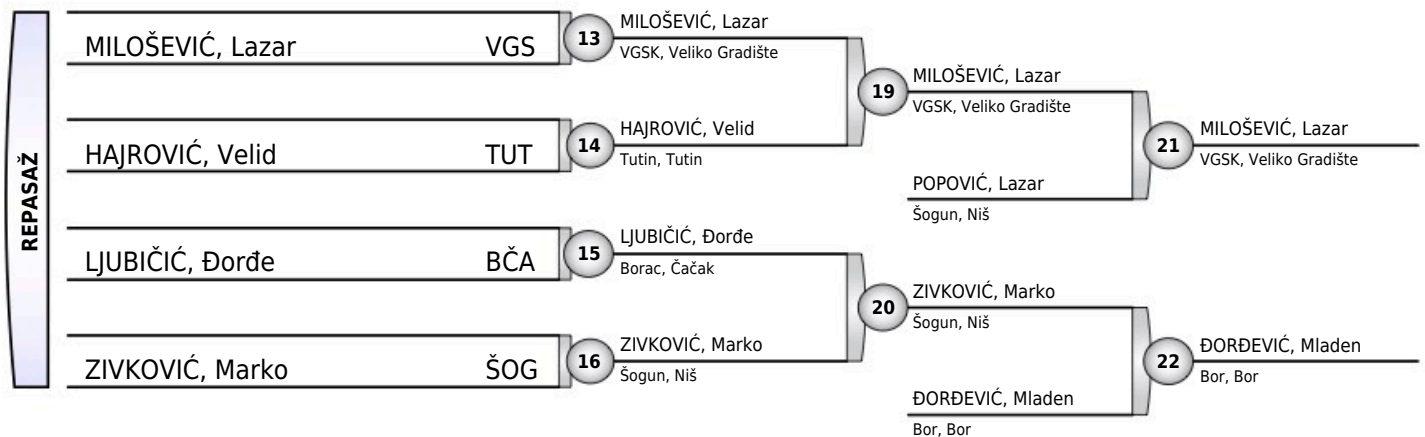 REPASAŽ
MILOŠEVIĆ, Lazar VGS
HAJROVIĆ, Velid TUT
LJUBIČIĆ, Đorđe BČA
ZIVKOVIĆ, Marko ŠOG
13
MILOŠEVIĆ, Lazar
VGSK, Veliko Gradište
14
HAJROVIĆ, Velid
Tutin, Tutin
15
LJUBIČIĆ, Đorđe
Borac, Čačak
16
ZIVKOVIĆ, Marko
Šogun, Niš
19
MILOŠEVIĆ, Lazar
VGSK, Veliko Gradište
POPOVIĆ, Lazar
Šogun, Niš
20
ZIVKOVIĆ, Marko
Šogun, Niš
ĐORĐEVIĆ, Mladen
Bor, Bor
21
MILOŠEVIĆ, Lazar
VGSK, Veliko Gradište
22
ĐORĐEVIĆ, Mladen
Bor, Bor